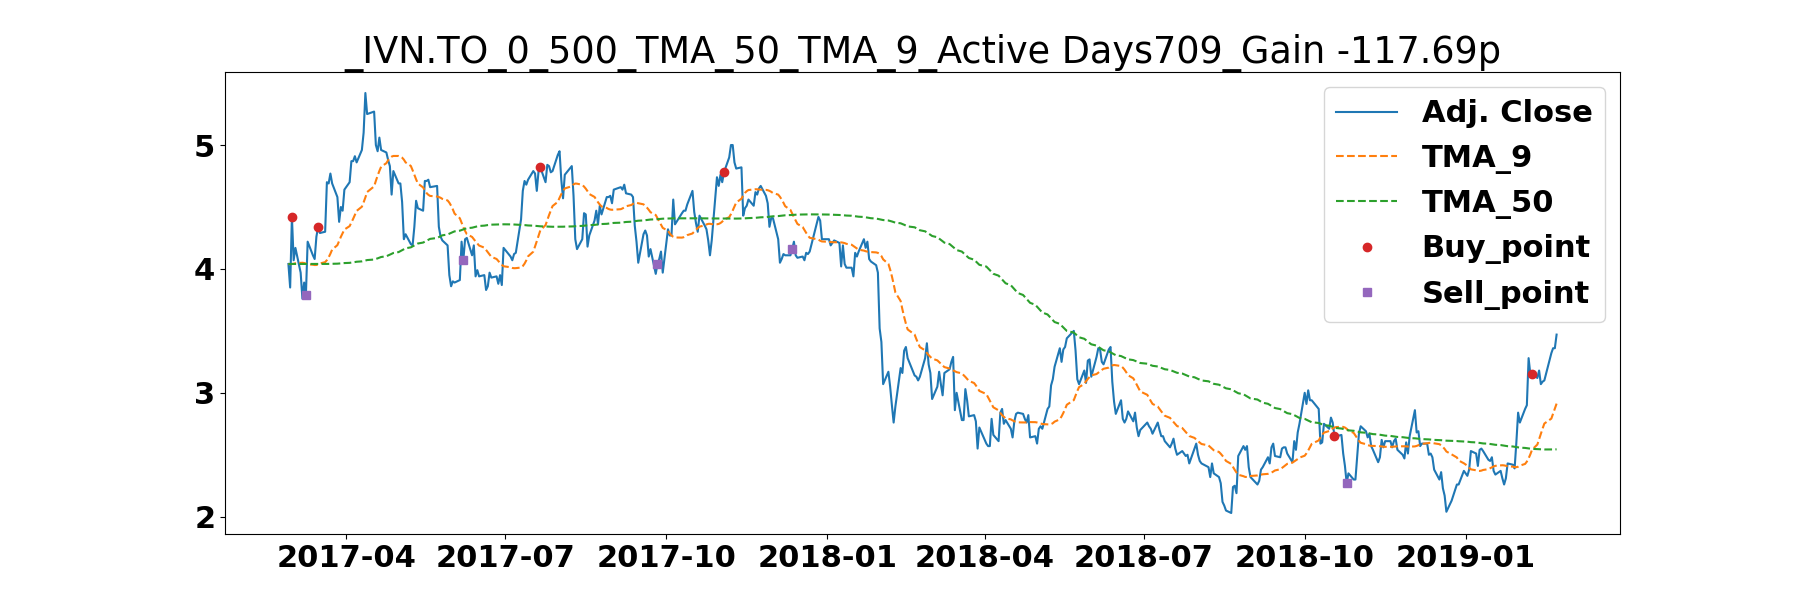 _IVN.TO_0_500_TMA_50_TMA_9_Active Days709_Gain -117.69p
Adj. Close
TMA_9
TMA_50
Buy_point
Sell_point
5
4
3
2
2017-04 2017-07 2017-10 2018-01 2018-04 2018-07 2018-10 2019-01